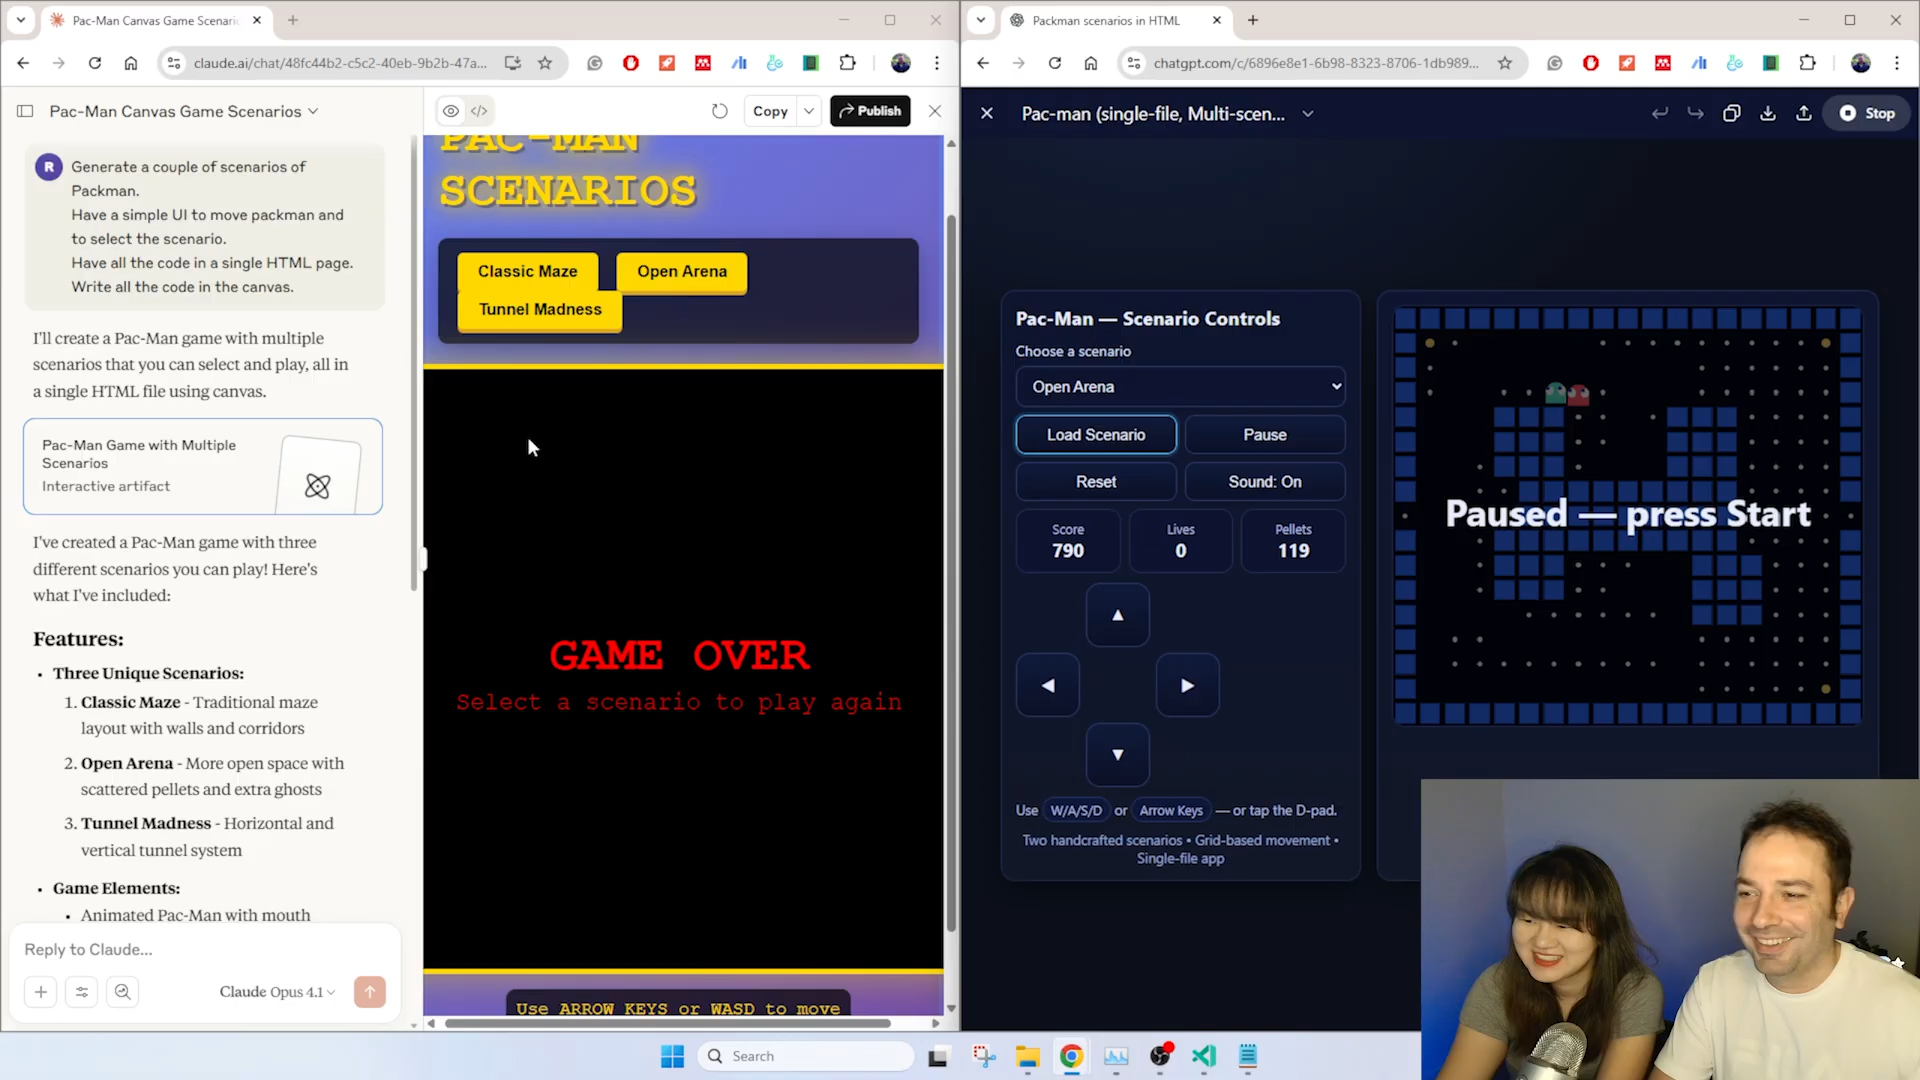 Pac-Man Canvas Game Scenari
claude.ai/chat/48fc44b2-c5c2-40eb-9b2b-47a...
Pac-Man Canvas Game Scenarios
R
Generate a couple of scenarios of
Packman.
Have a simple UI to move packman and
to select the scenario.
Have all the code in a single HTML page.
Write all the code in the canvas.
I'll create a Pac-Man game with multiple
scenarios that you can select and play, all in
a single HTML file using canvas.
Pac-Man Game with Multiple
Scenarios
Interactive artifact
I've created a Pac-Man game with three
different scenarios you can play! Here's
what I've included:
Features:
• Three Unique Scenarios:
1. Classic Maze - Traditional maze
layout with walls and corridors
2. Open Arena - More open space with
scattered pellets and extra ghosts
3. Tunnel Madness - Horizontal and
vertical tunnel system
• Game Elements:
• Animated Pac-Man with mouth
Reply to Claude...
Claude Opus 4.1
Copy
Publish
PAC-MAN
SCENARIOS
Classic Maze
Open Arena
Tunnel Madness
GAME OVER
Select a scenario to play again
Use ARROW KEYS or WASD to move
Packman scenarios in HTML
chatgpt.com/c/6896e8e1-6b98-8323-8706-1db989...
Pac-man (single-file, Multi-scen...
Stop
Pac-Man — Scenario Controls
Choose a scenario
Open Arena
Load Scenario
Pause
Reset
Sound: On
Score
790
Lives
0
Pellets
119
Use W/A/S/D or Arrow Keys — or tap the D-pad.
Two handcrafted scenarios • Grid-based movement •
Single-file app
Paused — press Start
Search